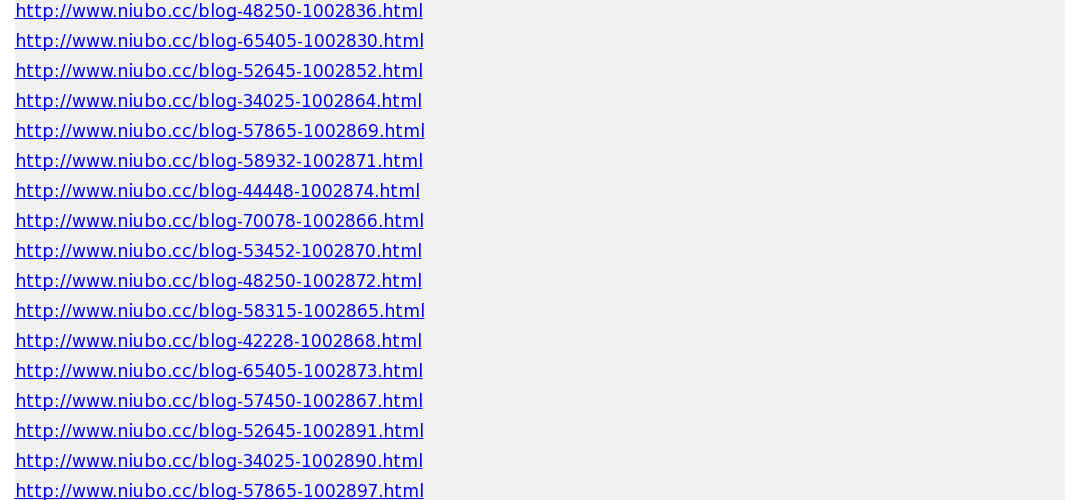 http://www.niubo.cc/blog-48250-1002836.html
http://www.niubo.cc/blog-65405-1002830.html
http://www.niubo.cc/blog-52645-1002852.html
http://www.niubo.cc/blog-34025-1002864.html
http://www.niubo.cc/blog-57865-1002869.html
http://www.niubo.cc/blog-58932-1002871.html
http://www.niubo.cc/blog-44448-1002874.html
http://www.niubo.cc/blog-70078-1002866.html
http://www.niubo.cc/blog-53452-1002870.html
http://www.niubo.cc/blog-48250-1002872.html
http://www.niubo.cc/blog-58315-1002865.html
http://www.niubo.cc/blog-42228-1002868.html
http://www.niubo.cc/blog-65405-1002873.html
http://www.niubo.cc/blog-57450-1002867.html
http://www.niubo.cc/blog-52645-1002891.html
http://www.niubo.cc/blog-34025-1002890.html
http://www.niubo.cc/blog-57865-1002897.html